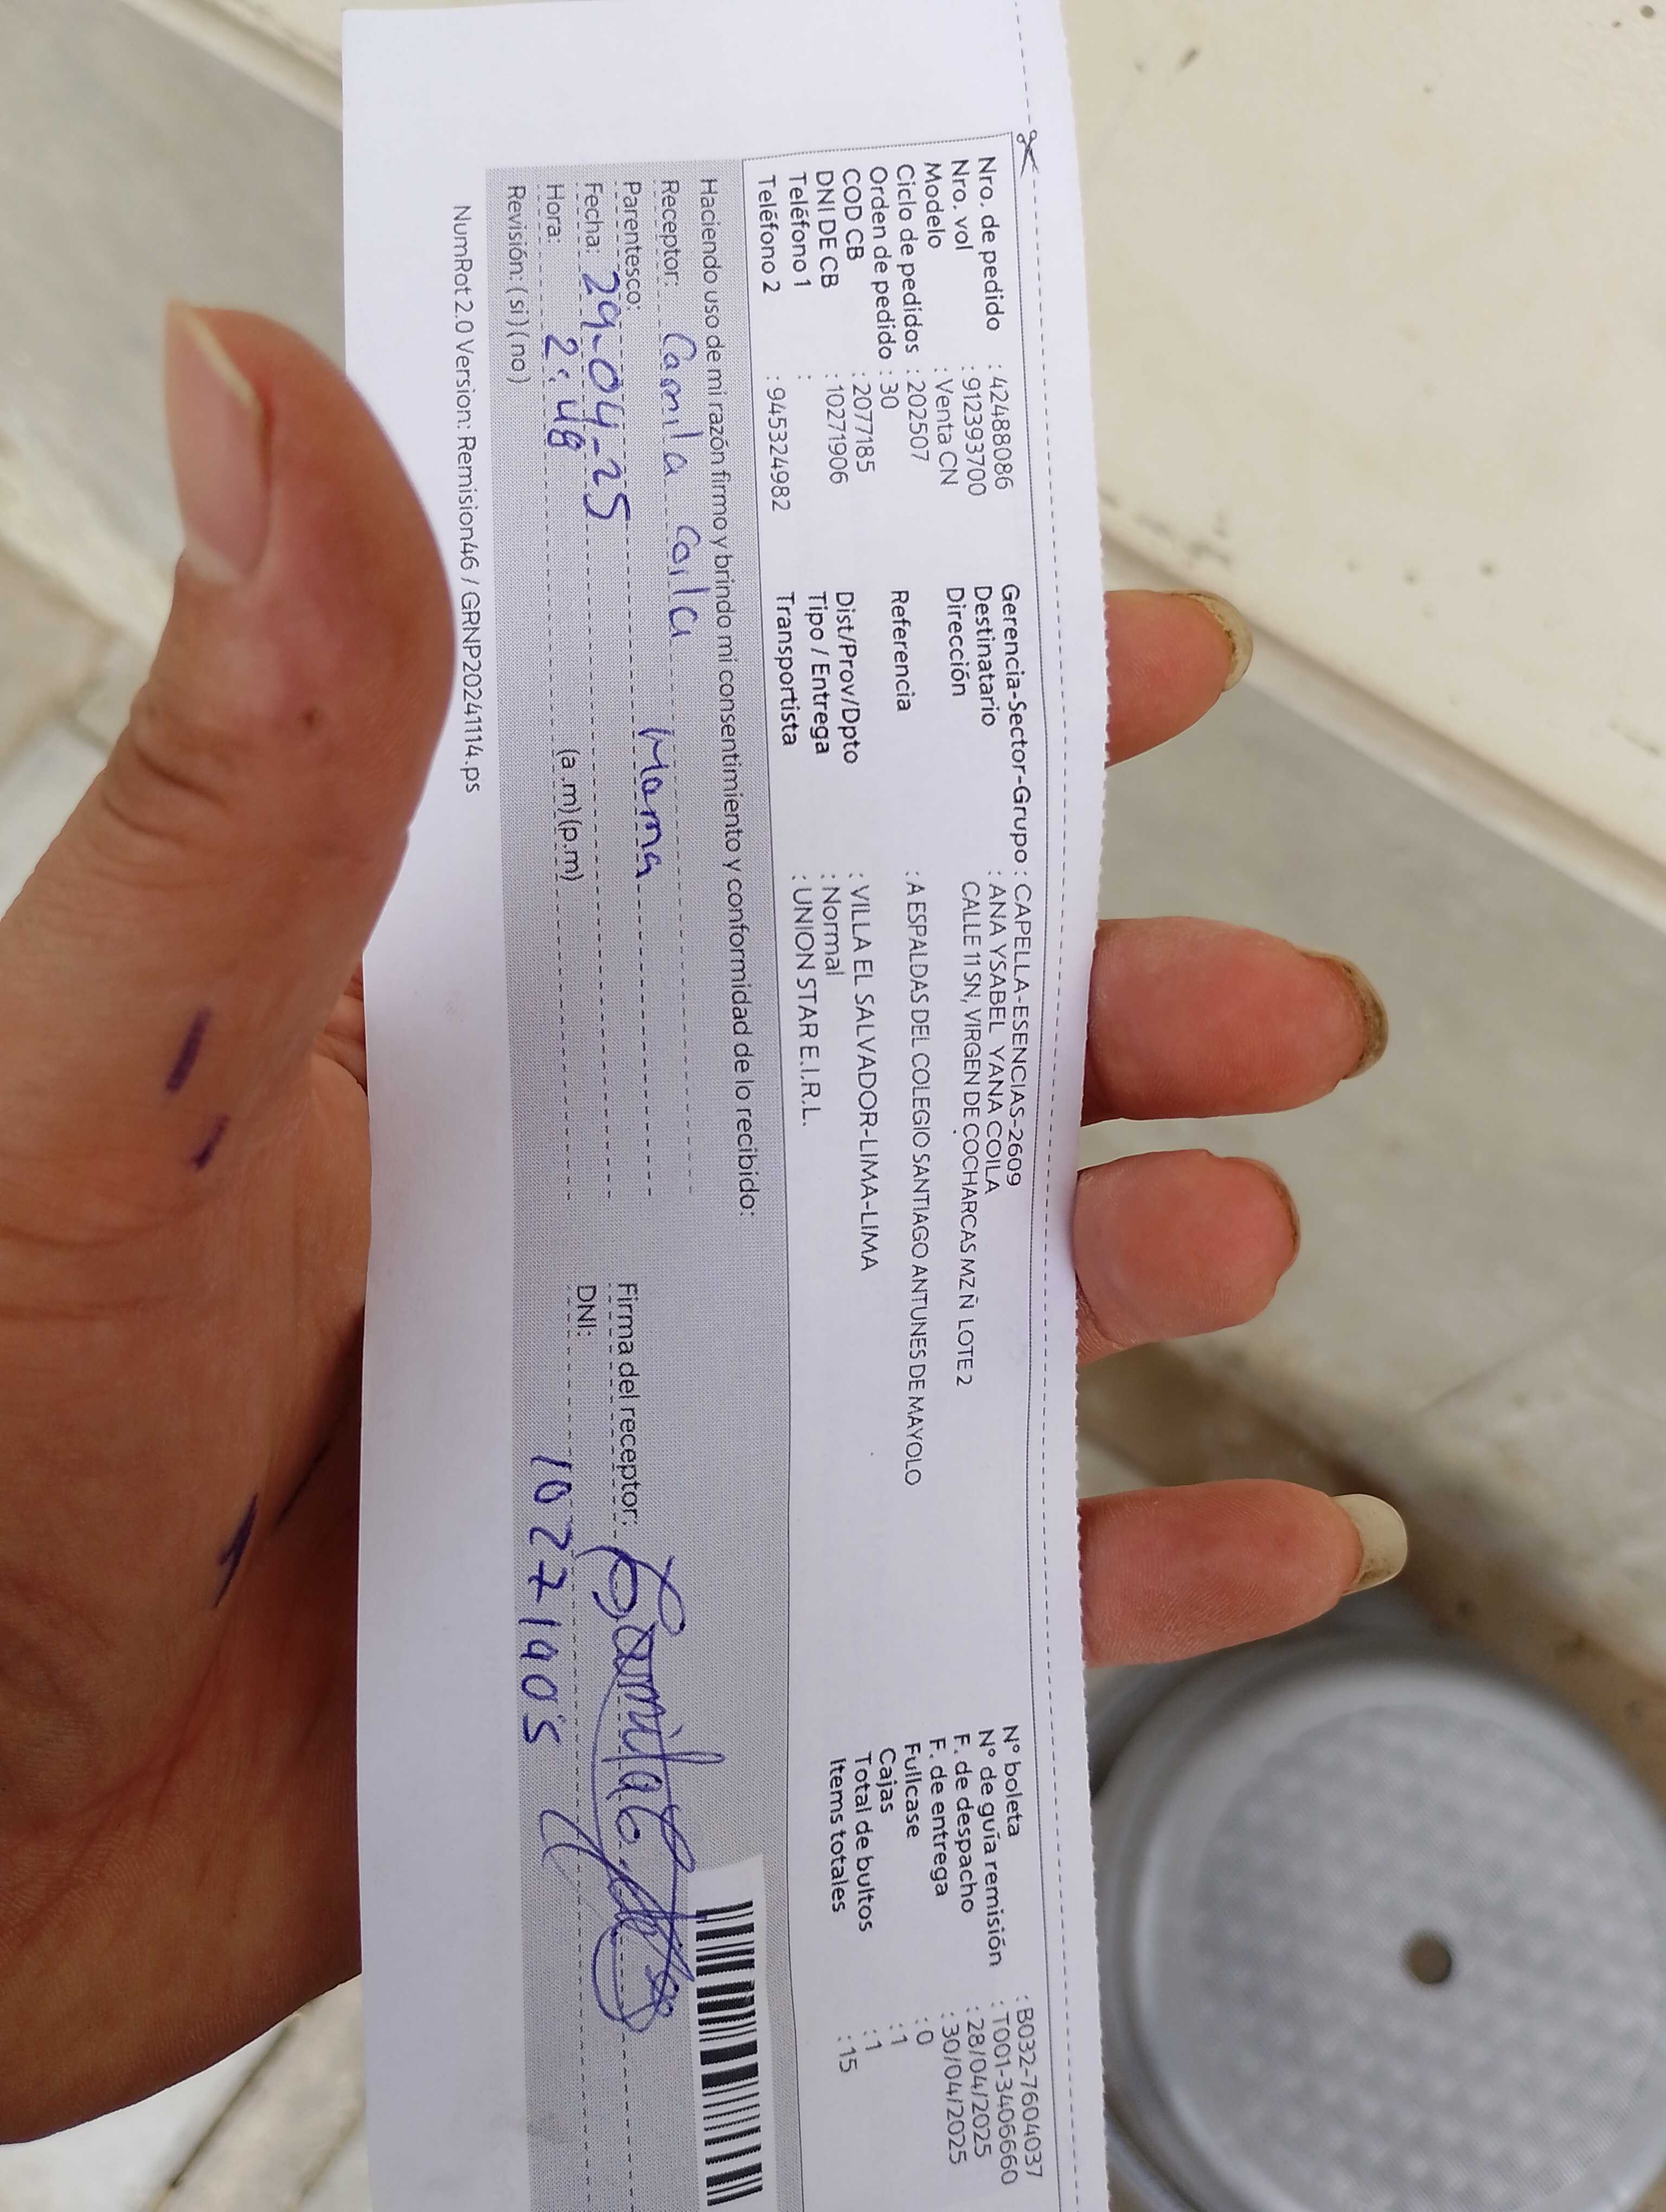 Nro. de pedido : 42488086
Nro. vol : 912393700
Modelo : Venta CN
Ciclo de pedidos : 202507
Orden de pedido : 30
COD CB : 2077185
DNI DE CB : 10271906
Teléfono 1 :
Teléfono 2 : 945324982
Gerencia-Sector-Grupo : CAPELLA-ESENCIAS-2609
Destinatario : ANA YSABEL YANA COILA
Dirección CALLE 11 SN, VIRGEN DE COCHARCAS MZ Ñ LOTE 2
Referencia : A ESPALDAS DEL COLEGIO SANTIAGO ANTUNES DE MAYOLO
Dist/Prov/Dpto : VILLA EL SALVADOR-LIMA-LIMA
Tipo / Entrega : Normal
Transportista : UNION STAR E.I.R.L.
N° boleta : B032-7604037
N° de guía remisión : T001-3406660
F. de despacho : 28/04/2025
F. de entrega : 30/04/2025
Fullcase : 0
Cajas : 1
Total de bultos : 1
Items totales : 15
Haciendo uso de mi razón firmo y brindo mi consentimiento y conformidad de lo recibido:
Receptor: Camila Coila
Parentesco: Mama
Fecha: 29-04-25
Hora: 2:48 (a.m)(p.m)
Revisión: (si)(no)
Firma del receptor:
DNI: 10271905
NumRot 2.0 Version: Remision46 / GRNP20241114.ps